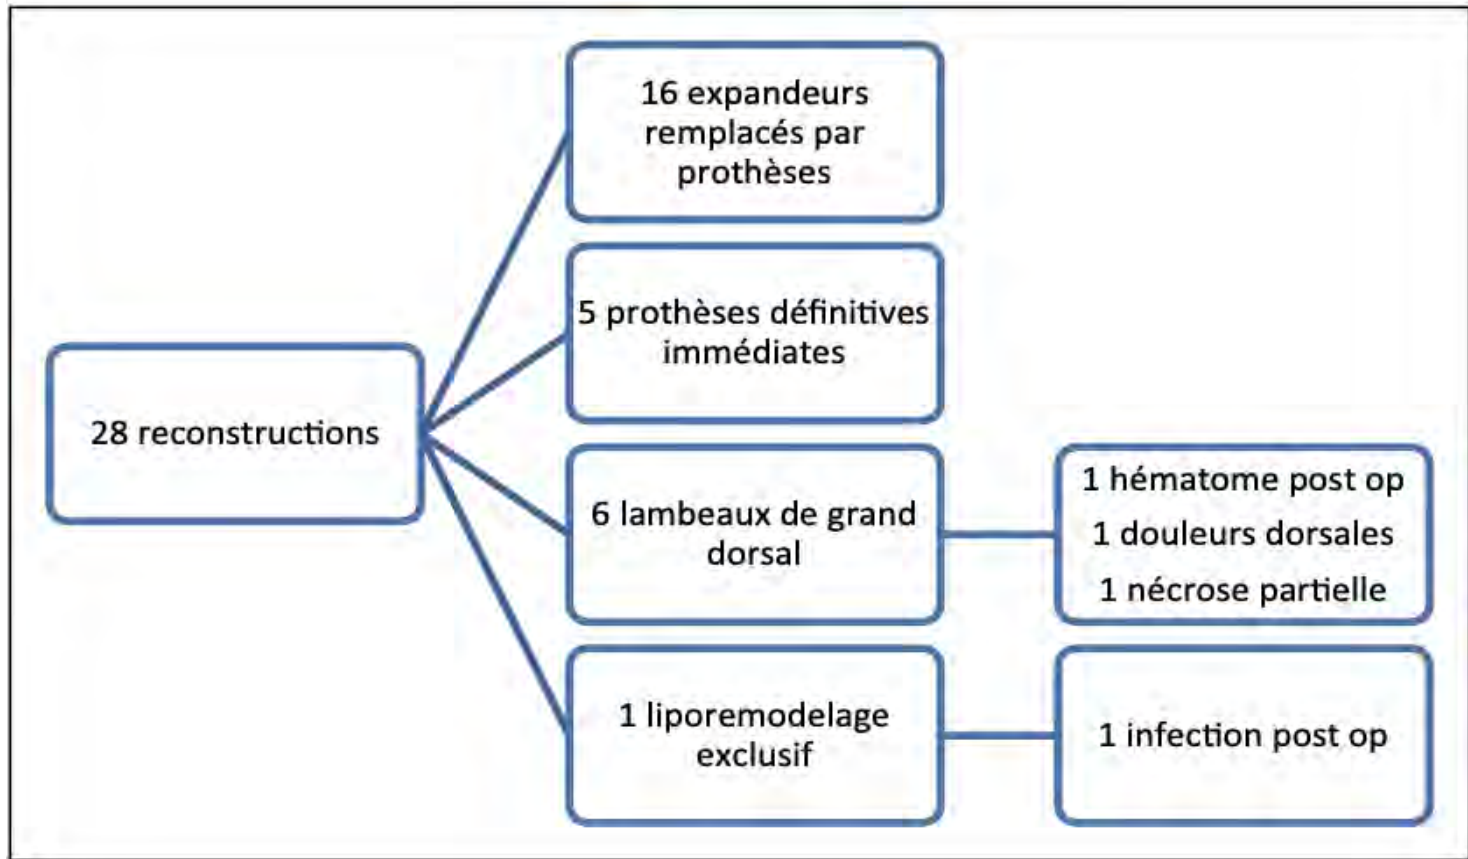 28 reconstructions
16 expandeurs
remplacés par
prothèses
5 prothèses définitives
immédiates
6 lambeaux de grand
dorsal
1 hématome post op
1 douleurs dorsales
1 nécrose partielle
1 liporemodelage
exclusif
1 infection post op